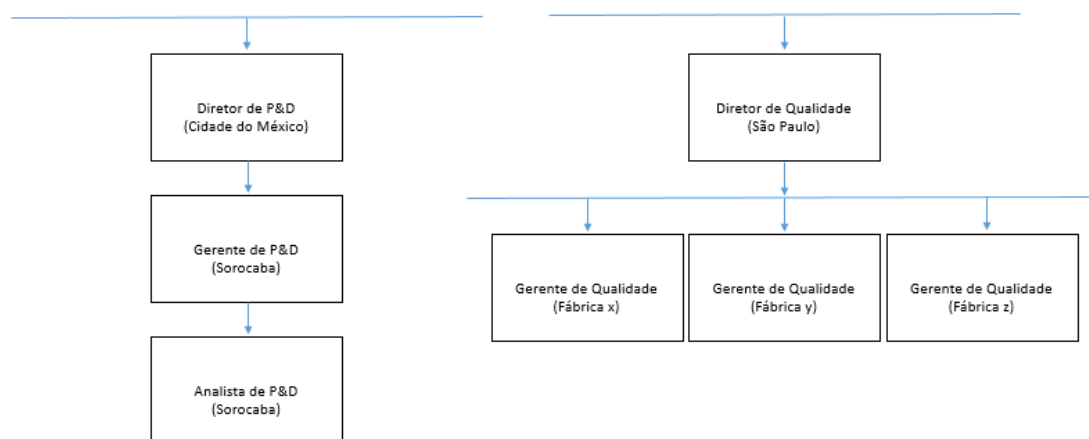 Diretor de P&D
(Cidade do México)
Diretor de Qualidade
(São Paulo)
Gerente de P&D
(Sorocaba)
Gerente de Qualidade
(Fábrica x)
Gerente de Qualidade
(Fábrica y)
Gerente de Qualidade
(Fábrica z)
Analista de P&D
(Sorocaba)